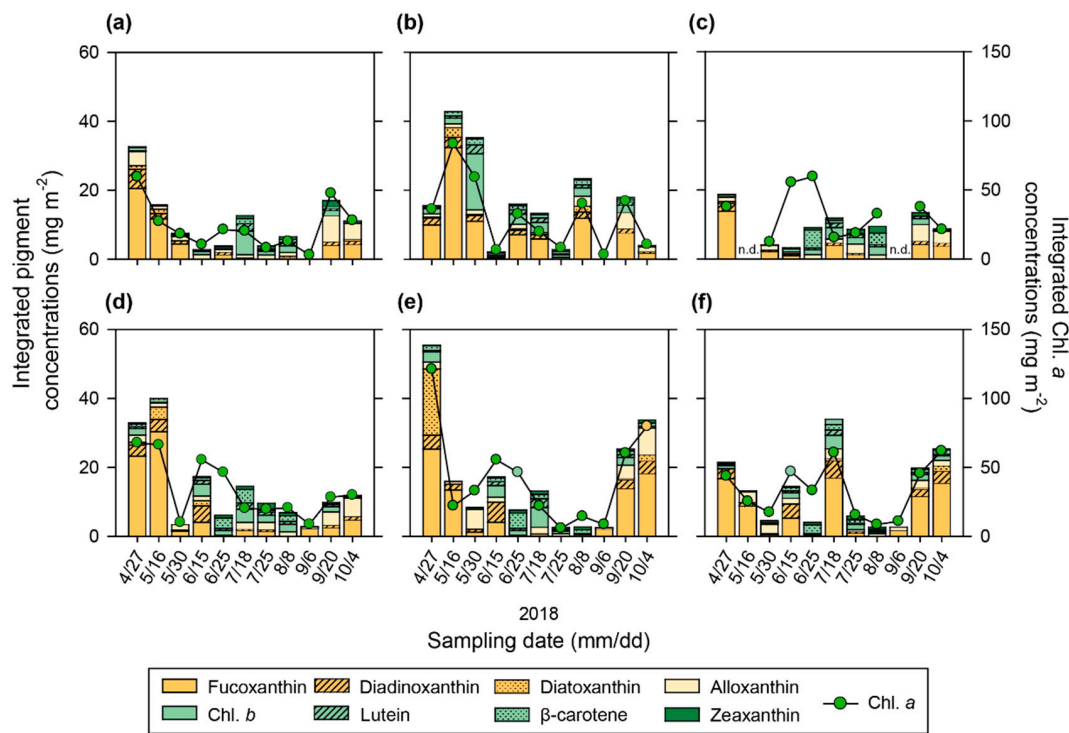 (a) (b) (c)
60 150
40 100
20 50
0 n.d. n.d. 0
(d) (e) (f)
60 150
40 100
20 50
0 0
Integrated pigment
concentrations (mg m-2)
Integrated Chl. a
concentrations (mg m-2)
4/27 5/16 5/30 6/15 6/25 7/18 7/25 8/8 9/6 9/20 10/4
4/27 5/16 5/30 6/15 6/25 7/18 7/25 8/8 9/6 9/20 10/4
4/27 5/16 5/30 6/15 6/25 7/18 7/25 8/8 9/6 9/20 10/4
2018
Sampling date (mm/dd)
Fucoxanthin Diadinoxanthin Diatoxanthin Alloxanthin Chl. a
Chl. b Lutein β-carotene Zeaxanthin